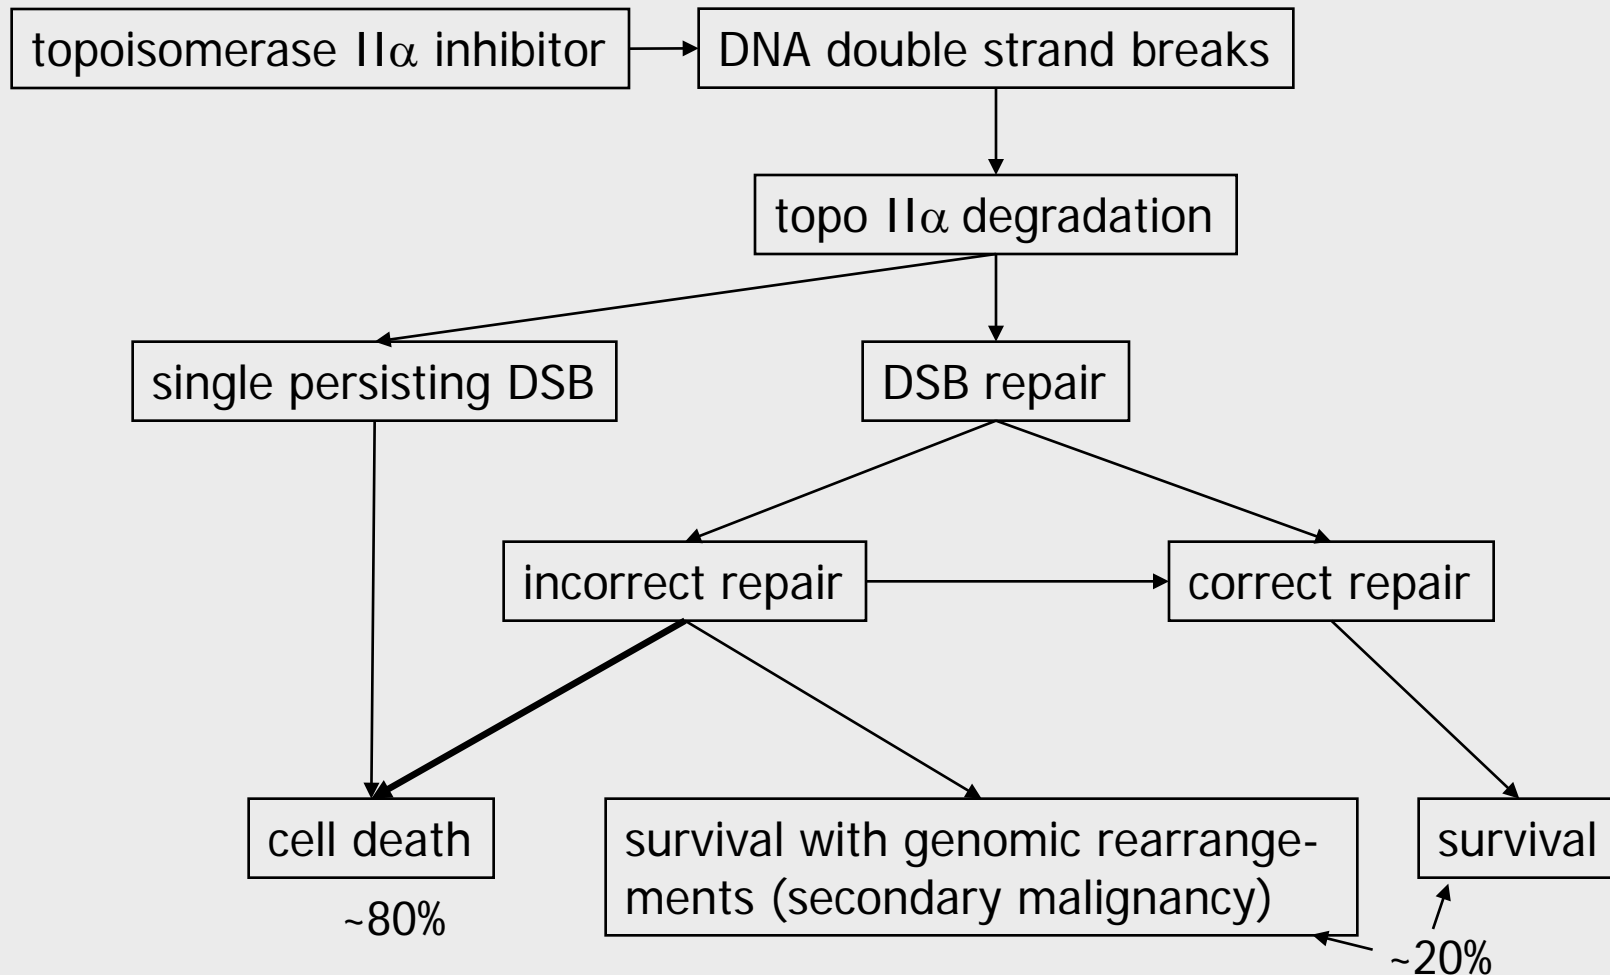 topoisomerase IIα inhibitor
DNA double strand breaks
topo IIα degradation
single persisting DSB
DSB repair
incorrect repair
correct repair
cell death
survival with genomic rearrange-
ments (secondary malignancy)
survival
~80%
~20%